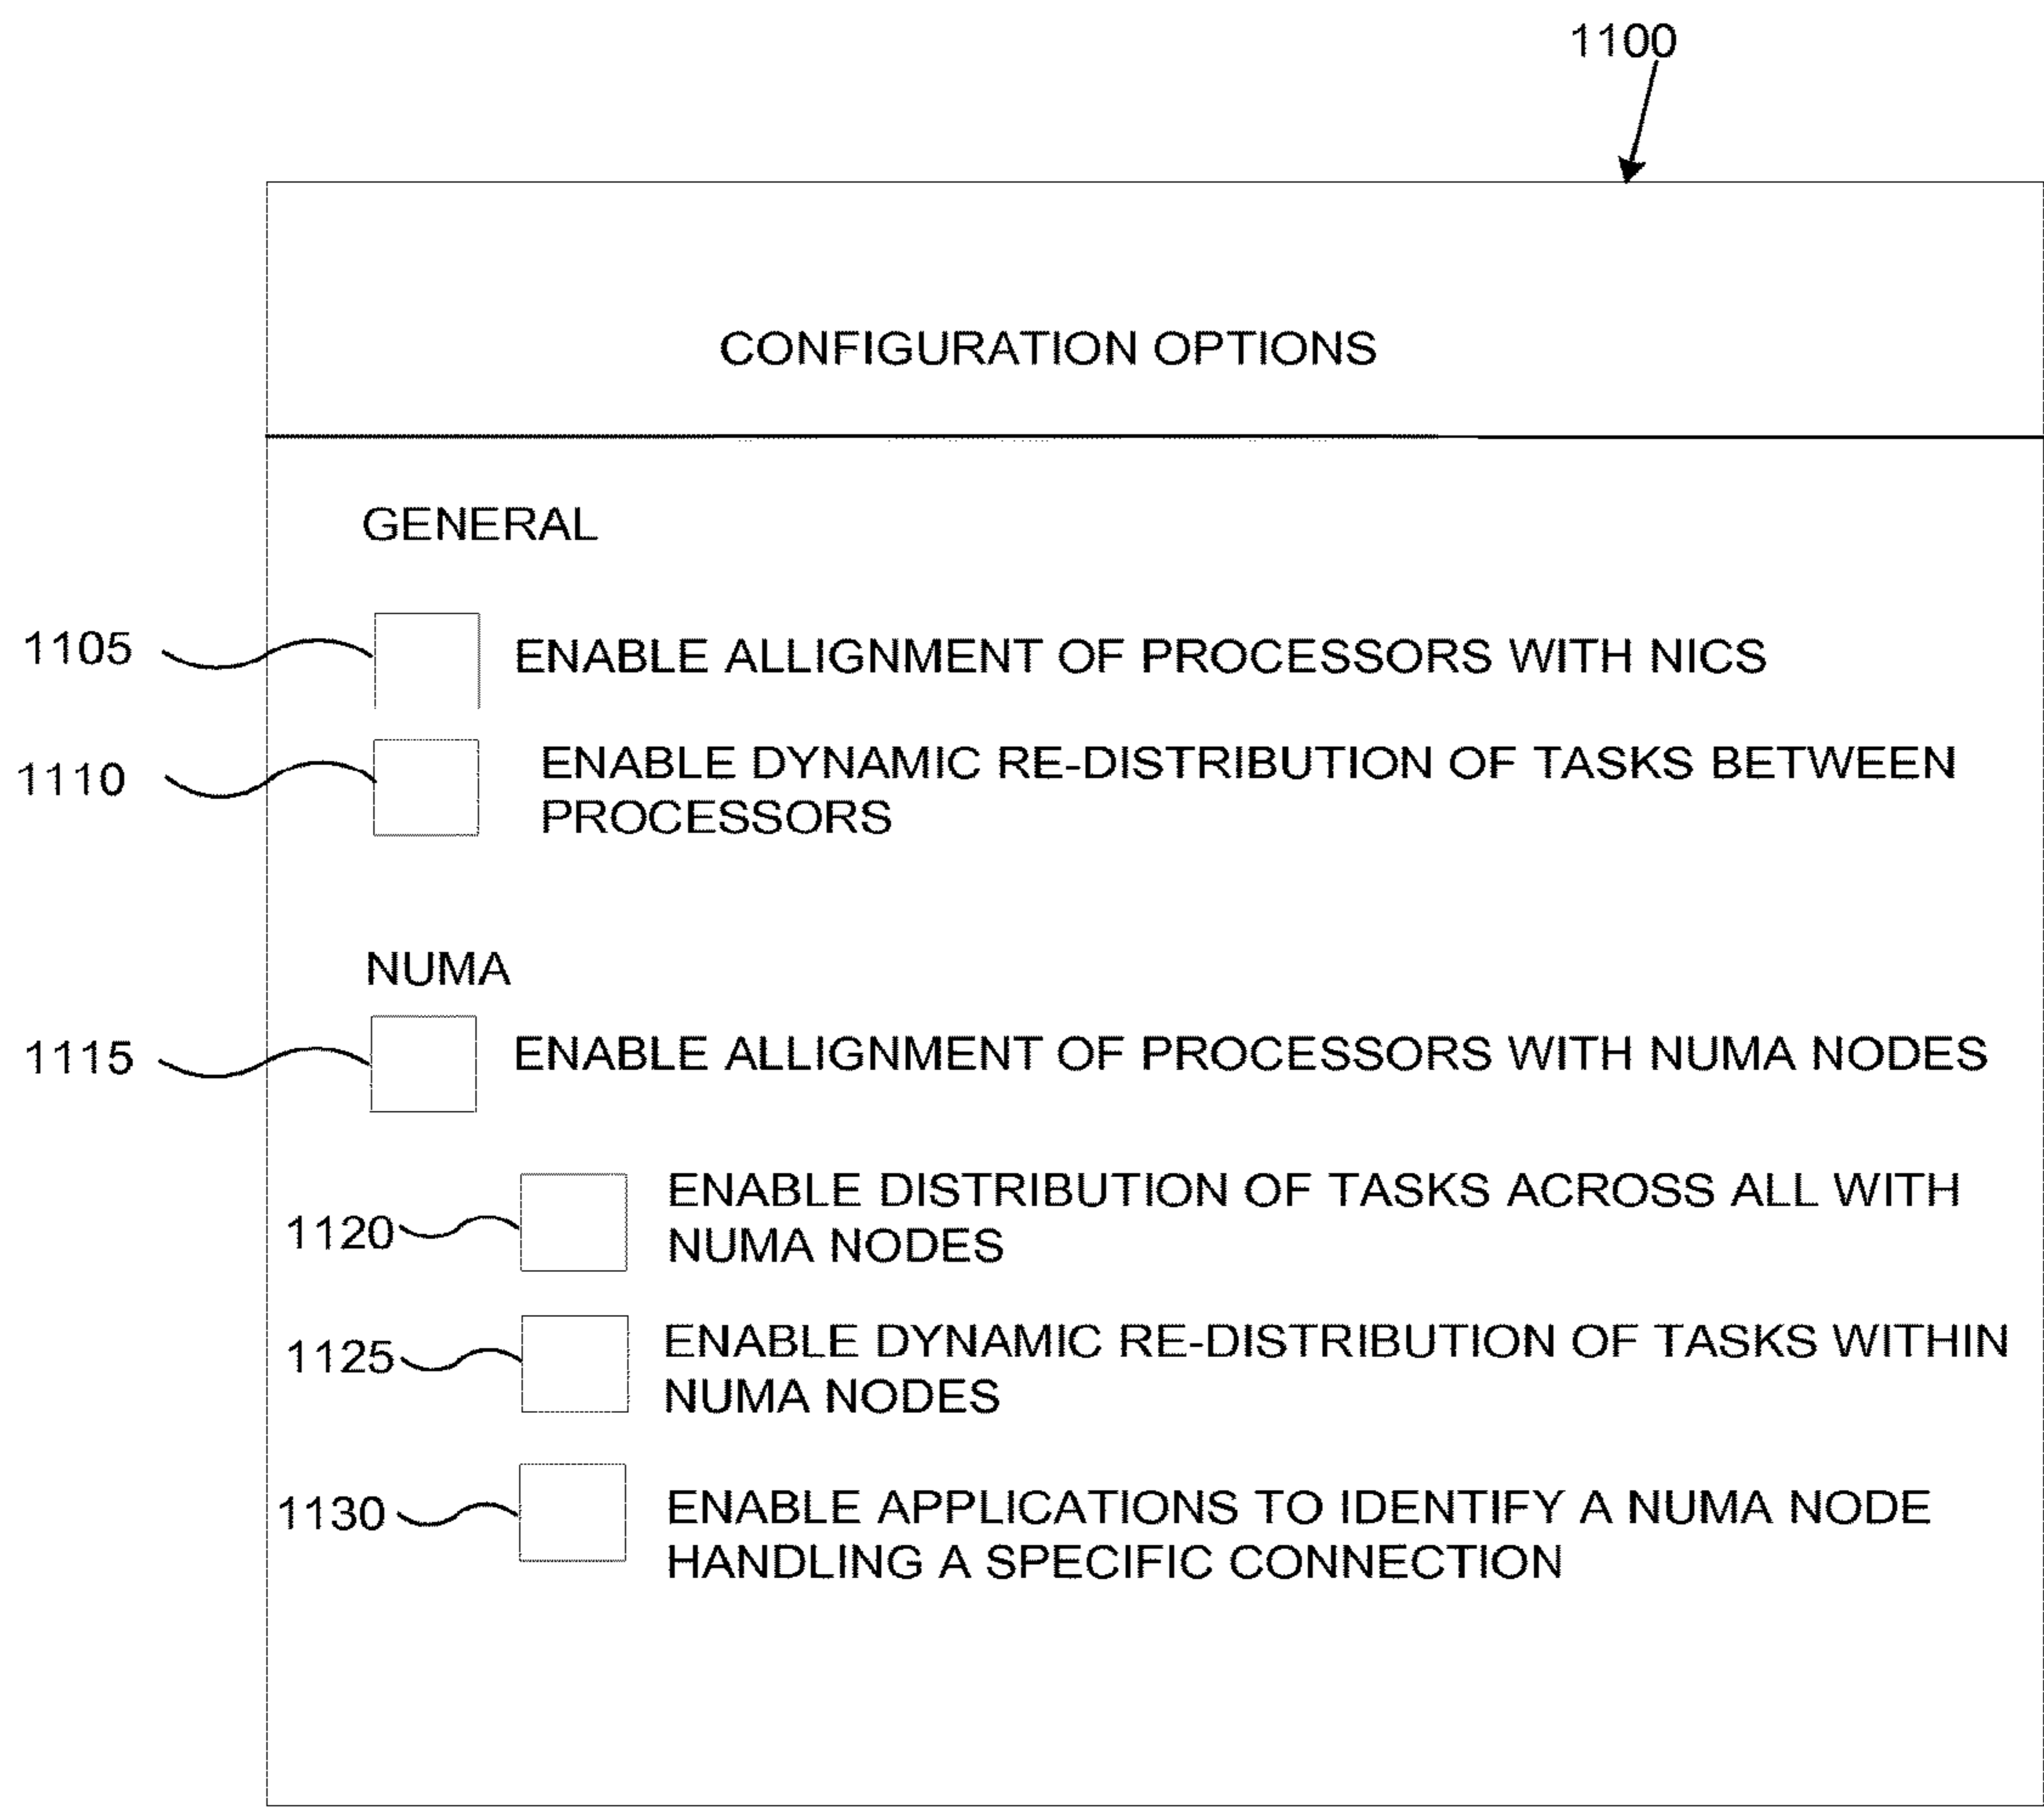 1100
CONFIGURATION OPTIONS
GENERAL
1105 ENABLE ALLIGNMENT OF PROCESSORS WITH NICS
1110 ENABLE DYNAMIC RE-DISTRIBUTION OF TASKS BETWEEN
PROCESSORS
NUMA
1115 ENABLE ALLIGNMENT OF PROCESSORS WITH NUMA NODES
1120 ENABLE DISTRIBUTION OF TASKS ACROSS ALL WITH
NUMA NODES
1125 ENABLE DYNAMIC RE-DISTRIBUTION OF TASKS WITHIN
NUMA NODES
1130 ENABLE APPLICATIONS TO IDENTIFY A NUMA NODE
HANDLING A SPECIFIC CONNECTION